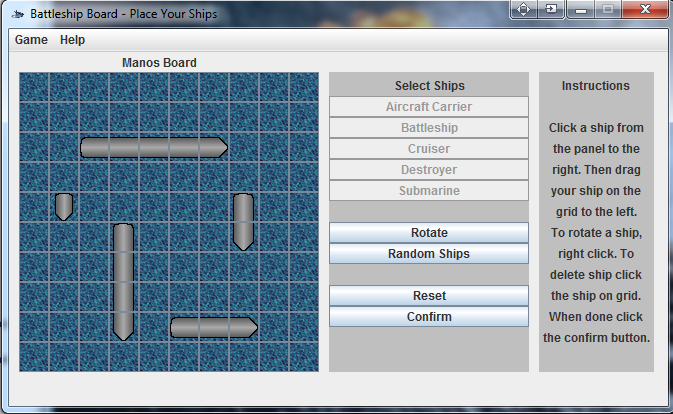 Battleship Board - Place Your Ships
Game Help
Manos Board
Select Ships
Aircraft Carrier
Battleship
Cruiser
Destroyer
Submarine
Rotate
Random Ships
Reset
Confirm
Instructions
Click a ship from
the panel to the
right. Then drag
your ship on the
grid to the left.
To rotate a ship,
right click. To
delete ship click
the ship on grid.
When done click
the confirm button.